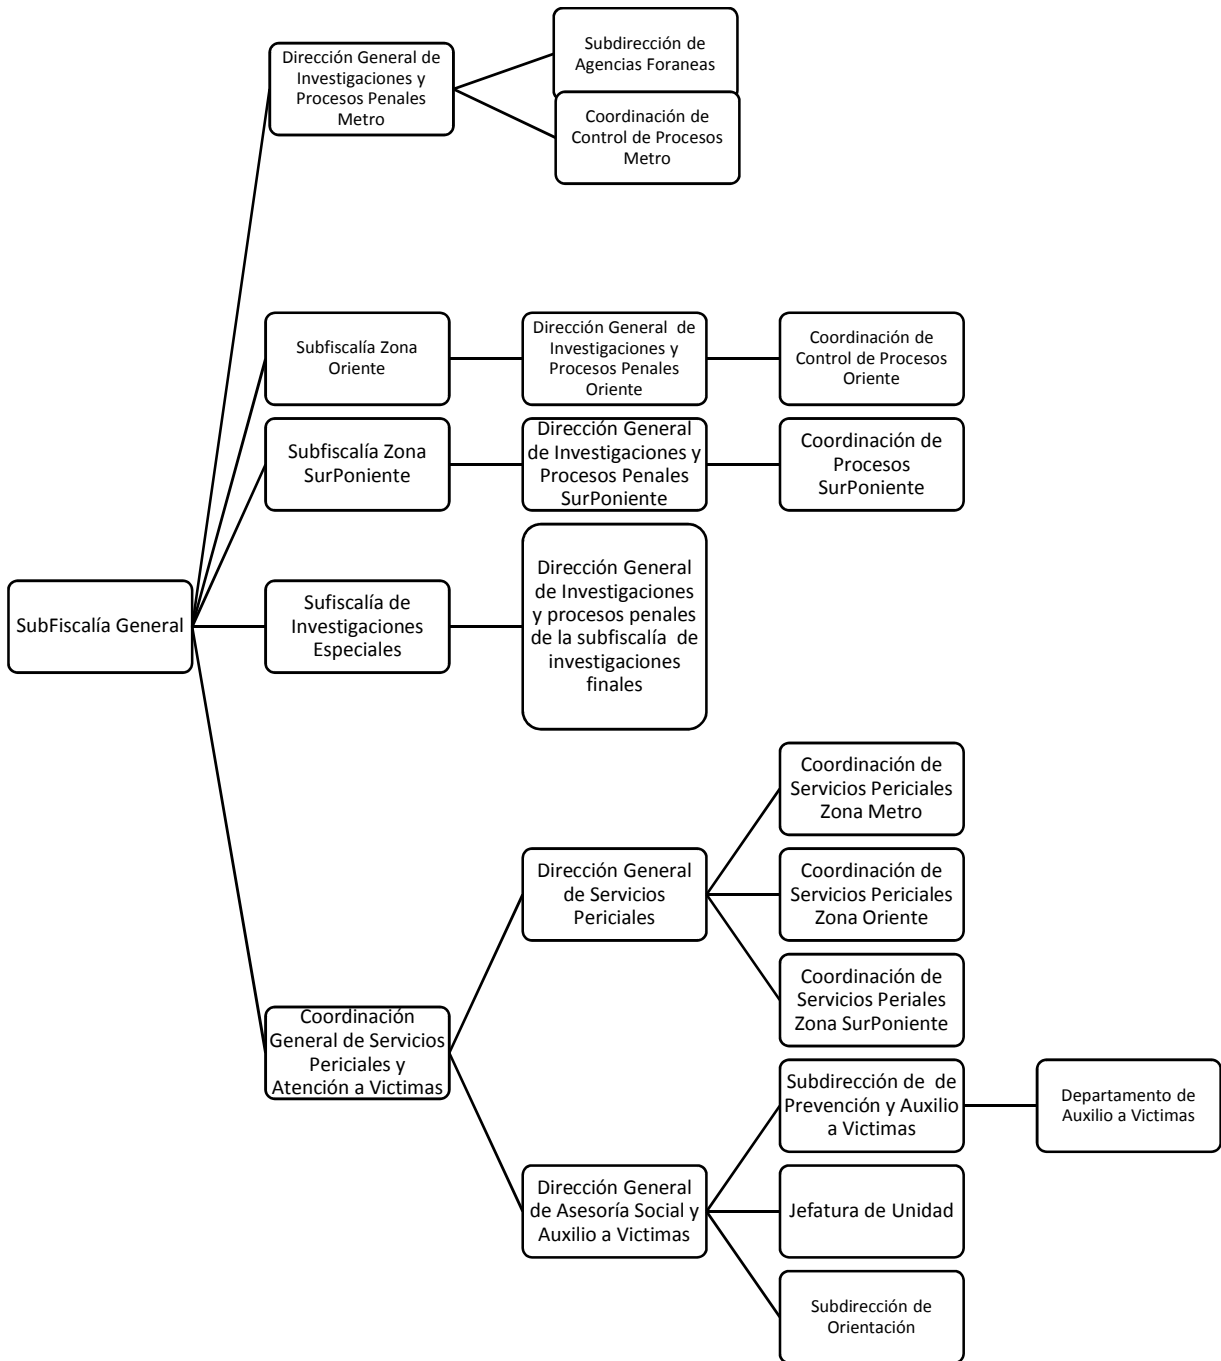 Dirección General de
Investigaciones y
Procesos Penales
Metro
Subdirección de
Agencias Foraneas
Coordinación de
Control de Procesos
Metro
Subfiscalía Zona
Oriente
Dirección General  de
Investigaciones y
Procesos Penales
Oriente
Coordinación de
Control de Procesos
Oriente
Subfiscalía Zona
SurPoniente
Dirección General
de Investigaciones y
Procesos Penales
SurPoniente
Coordinación de
Procesos
SurPoniente
SubFiscalía General
Sufiscalía de
Investigaciones
Especiales
Dirección General
de Investigaciones
y procesos penales
de la subfiscalía  de
investigaciones
finales
Coordinación
General de Servicios
Periciales y
Atención a Victimas
Dirección General
de Servicios
Periciales
Coordinación de
Servicios Periciales
Zona Metro
Coordinación de
Servicios Periciales
Zona Oriente
Coordinación de
Servicios Periales
Zona SurPoniente
Dirección General
de Asesoría Social y
Auxilio a Victimas
Subdirección de  de
Prevención y Auxilio
a Victimas
Departamento de
Auxilio a Victimas
Jefatura de Unidad
Subdirección de
Orientación